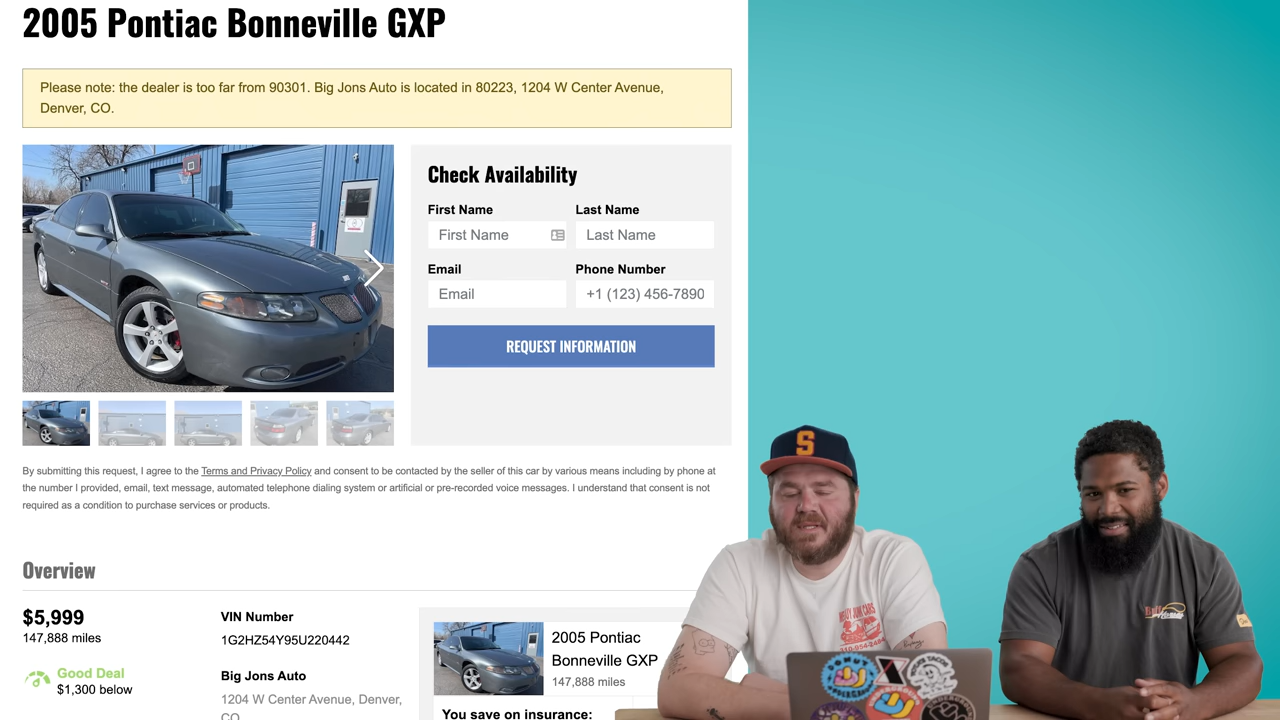 2005 Pontiac Bonneville GXP
Please note: the dealer is too far from 90301. Big Jons Auto is located in 80223, 1204 W Center Avenue,
Denver, CO.
Check Availability
First Name
Last Name
First Name
Last Name
Email
Phone Number
Email
+1 (123) 456-7890
REQUEST INFORMATION
By submitting this request, I agree to the Terms and Privacy Policy and consent to be contacted by the seller of this car by various means including by phone at
the number I provided, email, text message, automated telephone dialing system or artificial or pre-recorded voice messages. I understand that consent is not
required as a condition to purchase services or products.
Overview
$5,999
147,888 miles
Good Deal
$1,300 below
VIN Number
1G2HZ54Y95U220442
Big Jons Auto
1204 W Center Avenue, Denver,
CO
2005 Pontiac
Bonneville GXP
147,888 miles
You save on insurance:
S
CARS
DONUT